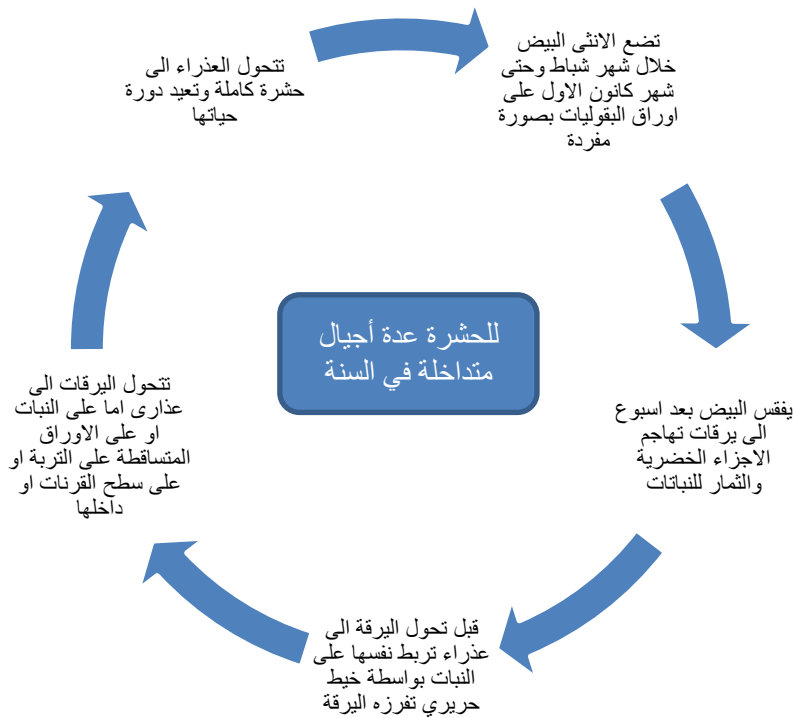 تضع الانثى البيض
خلال شهر شباط وحتى
شهر كانون الاول على
اوراق البقوليات بصورة
مفردة
يفقس البيض بعد اسبوع
الى يرقات تهاجم
الاجزاء الخضرية
والثمار للنباتات
قبل تحول اليرقة الى
عذراء تربط نفسها على
النبات بواسطة خيط
حريري تفرزه اليرقة
تتحول اليرقات الى
عذارى اما على النبات
او على الاوراق
المتساقطة على التربة او
على سطح القرنات او
داخلها
تتحول العذراء الى
حشرة كاملة وتعيد دورة
حياتها
للحشرة عدة أجيال
متداخلة في السنة